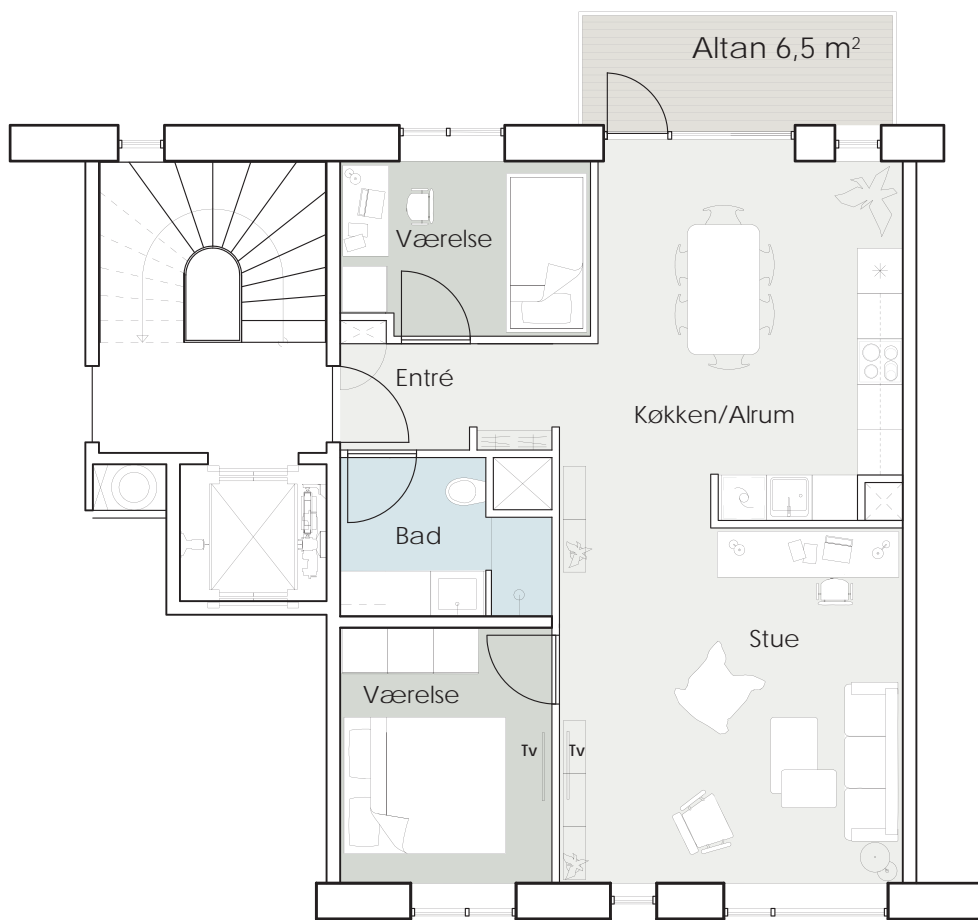 Altan 6,5 m²
Værelse
Entré
Køkken/Alrum
Bad
Stue
Værelse
Tv
Tv